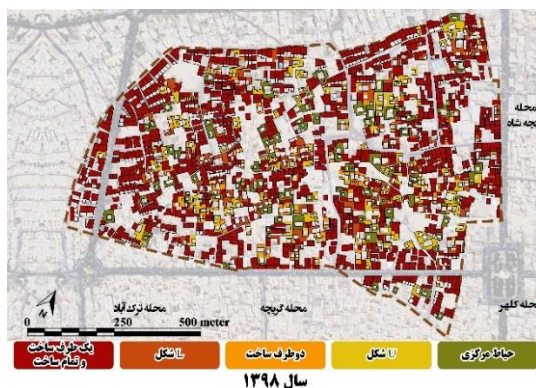 محله
بچه شاه
محله ترک‌آباد
محله گریچه
محله کلهر
0 250 500 meter
یک طرف ساخت
و تمام ساخت
L شکل
دوطرف ساخت
U شکل
حیاط مرکزی
سال ۱۳۹۸